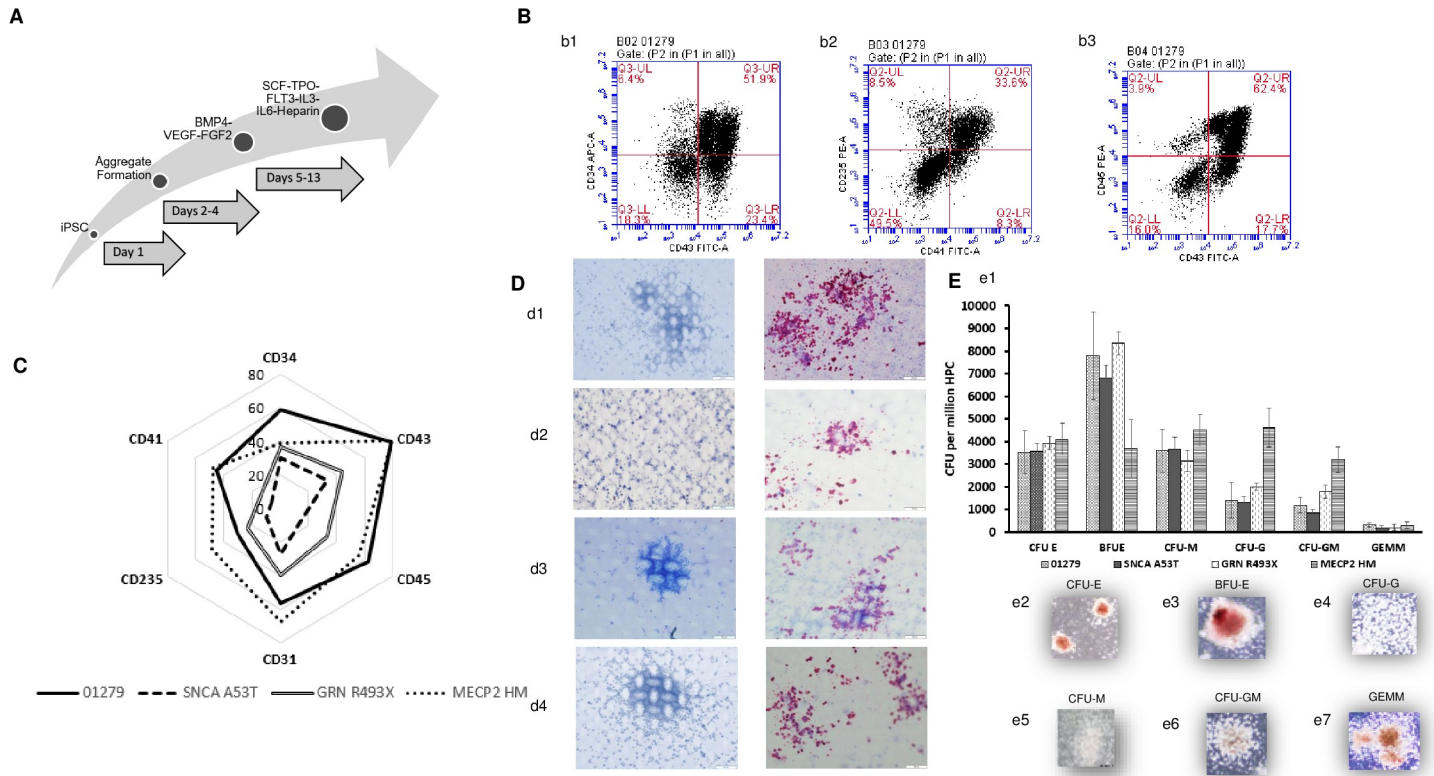 A
iPSC
Aggregate
Formation
BMP4-
VEGF-FGF2
SCF-TPO-
FLT3-IL3-
IL6-Heparin
Day 1
Days 2-4
Days 5-13
B
b1
B02 01279
Gate: (P2 in (P1 in all))
Q3-UL
6.4%
Q3-UR
51.9%
Q3-LL
18.3%
Q3-LR
23.4%
CD34 APC-A
CD43 FITC-A
b2
B03 01279
Gate: (P2 in (P1 in all))
Q2-UL
8.5%
Q2-UR
33.6%
Q2-LL
49.5%
Q2-LR
8.3%
CD235 PE-A
CD41 FITC-A
b3
B04 01279
Gate: (P2 in (P1 in all))
Q2-UL
3.9%
Q2-UR
62.4%
Q2-LL
16.0%
Q2-LR
17.7%
CD45 PE-A
CD43 FITC-A
C
CD34
80
60
40
20
0
CD43
CD45
CD31
CD235
CD41
01279 SNCA A53T GRN R493X MECP2 HM
D
d1
d2
d3
d4
E
e1
CFU per million HPC
10000
9000
8000
7000
6000
5000
4000
3000
2000
1000
0
CFU E BFUE CFU-M CFU-G CFU-GM GEMM
01279 SNCA A53T GRN R493X MECP2 HM
CFU-E
e2
BFU-E
e3
CFU-G
e4
CFU-M
e5
CFU-GM
e6
GEMM
e7